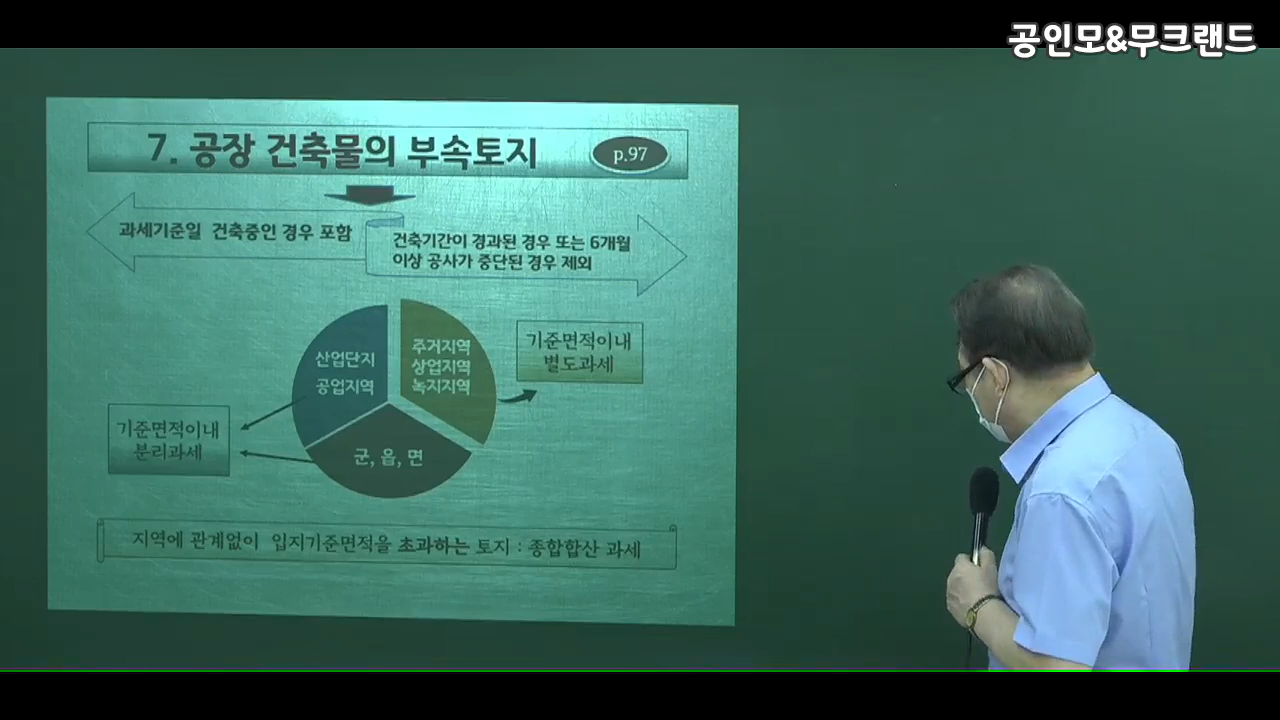 공인모&무크랜드
7. 공장 건축물의 부속토지
p.97
과세기준일 건축중인 경우 포함
건축기간이 경과된 경우 또는 6개월
이상 공사가 중단된 경우 제외
산업단지
공업지역
주거지역
상업지역
녹지지역
기준면적이내
별도과세
기준면적이내
분리과세
군, 읍, 면
지역에 관계없이 입지기준면적을 초과하는 토지 : 종합합산 과세